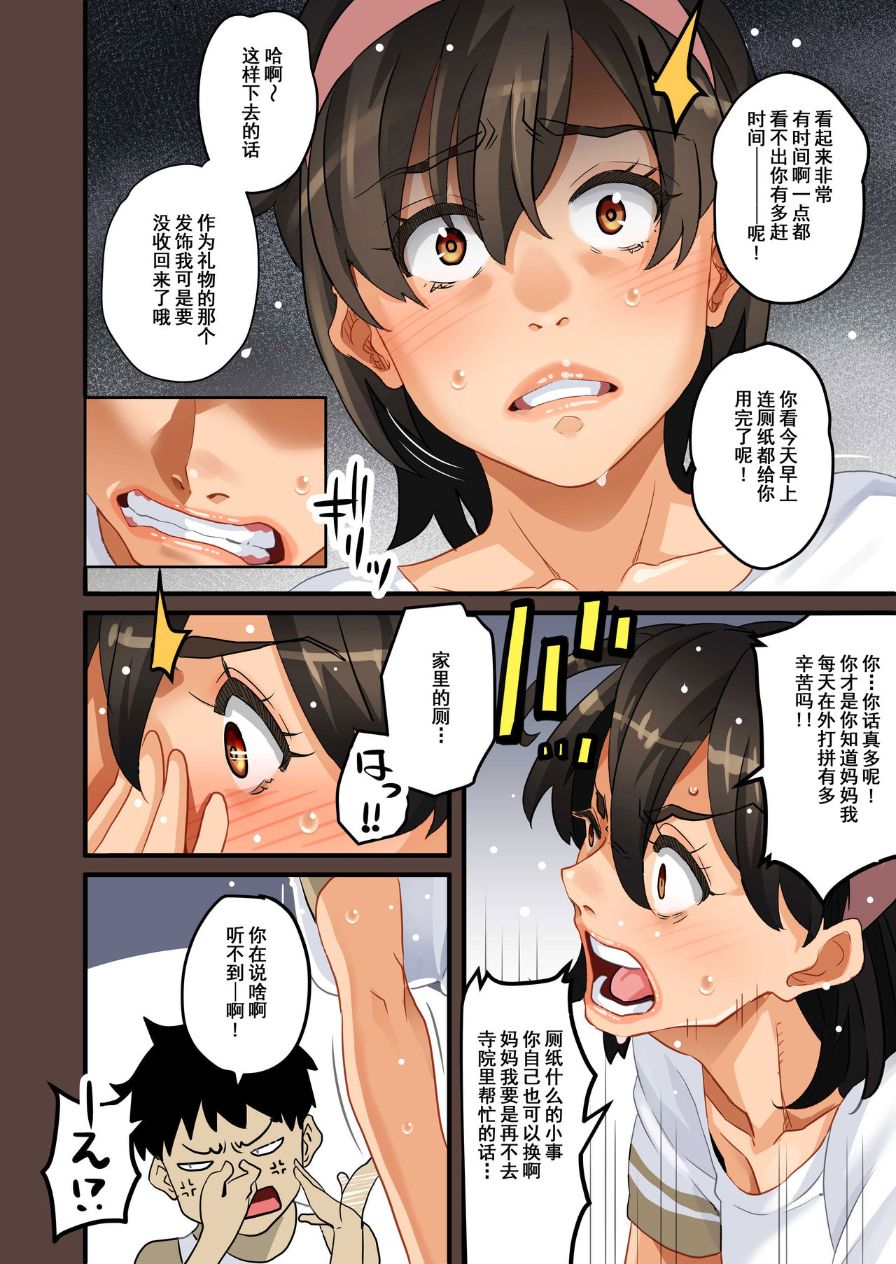 看起来非常
有时间啊一点都
看不出你有多赶
时间——呢！
你看今天早上
连厕纸都给你
用完了呢！
哈啊~
这样下去的话
作为礼物的那个
发饰我可是要
没收回来了哦
ギリッ
你…你话真多呢！
你才是你知道妈妈我
每天在外打拼有多
辛苦吗!!
厕纸什么的小事
你自己也可以换啊
妈妈我要是再不去
寺院里帮忙的话…
家里的厕…
はっ!!
你在说啥啊
听不到—啊！
えー!?